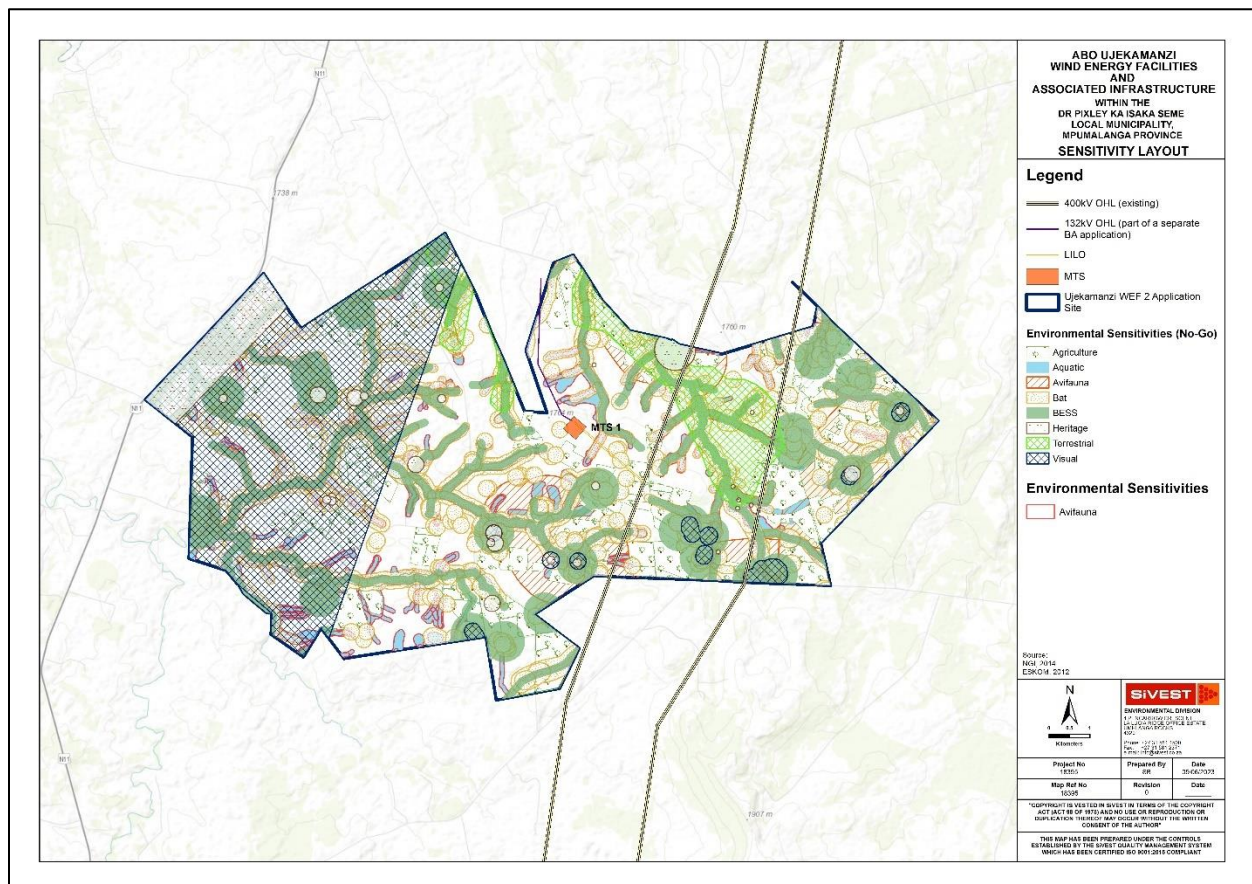 ABO UJEKAMANZI
WIND ENERGY FACILITIES
AND
ASSOCIATED INFRASTRUCTURE
WITHIN THE
DR PIXLEY KA ISAKA SEME
LOCAL MUNICIPALITY,
MPUMALANGA PROVINCE
SENSITIVITY LAYOUT
Legend
400kV OHL (existing)
132kV OHL (part of a separate
BA application)
LILO
MTS
Ujekamanzi WEF 2 Application
Site
Environmental Sensitivities (No-Go)
Agriculture
Aquatic
Avifauna
Bat
BESS
Heritage
Terrestrial
Visual
Environmental Sensitivities
Avifauna
Source:
NGI, 2014
ESKOM, 2012
N
Kilometers
SiVEST
ENVIRONMENTAL DIVISION
Project No
Prepared By
Date
Map Ref No
Revision
Date
18395
0
"COPYRIGHT IS VESTED IN SiVEST IN TERMS OF THE COPYRIGHT
ACT (ACT 98 OF 1978) AND NO USE OR REPRODUCTION OR
DUPLICATION THEREOF MAY OCCUR WITHOUT THE WRITTEN
CONSENT OF THE AUTHOR"
THIS MAP HAS BEEN PREPARED UNDER THE CONTROLS
ESTABLISHED BY THE SiVEST QUALITY MANAGEMENT SYSTEM
WHICH HAS BEEN CERTIFIED ISO 9001:2015 COMPLIANT
N11
1738 m
1760 m
N11
MTS 1
N11
1907 m